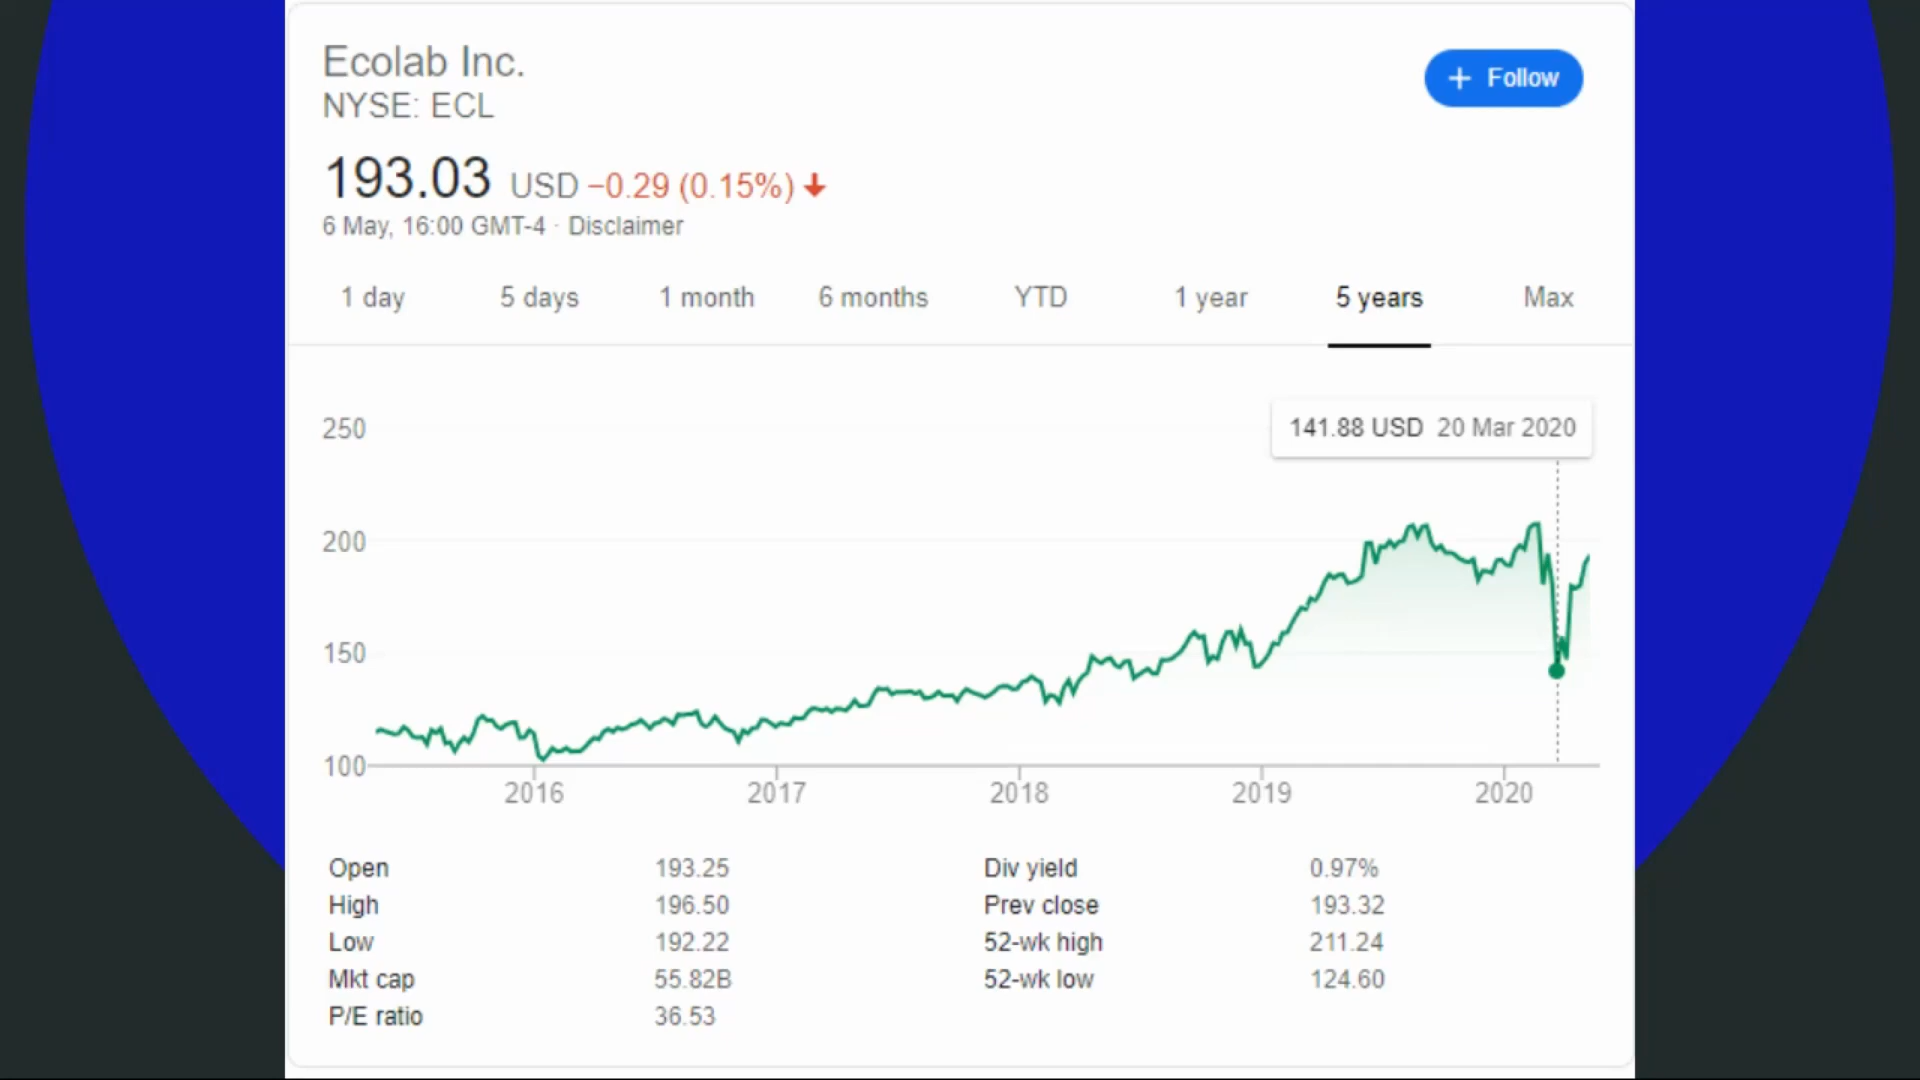 Ecolab Inc.
NYSE: ECL
+ Follow
193.03 USD −0.29 (0.15%)
6 May, 16:00 GMT-4 · Disclaimer
1 day 5 days 1 month 6 months YTD 1 year 5 years Max
141.88 USD 20 Mar 2020
250
200
150
100
2016 2017 2018 2019 2020
Open 193.25 Div yield 0.97%
High 196.50 Prev close 193.32
Low 192.22 52-wk high 211.24
Mkt cap 55.82B 52-wk low 124.60
P/E ratio 36.53